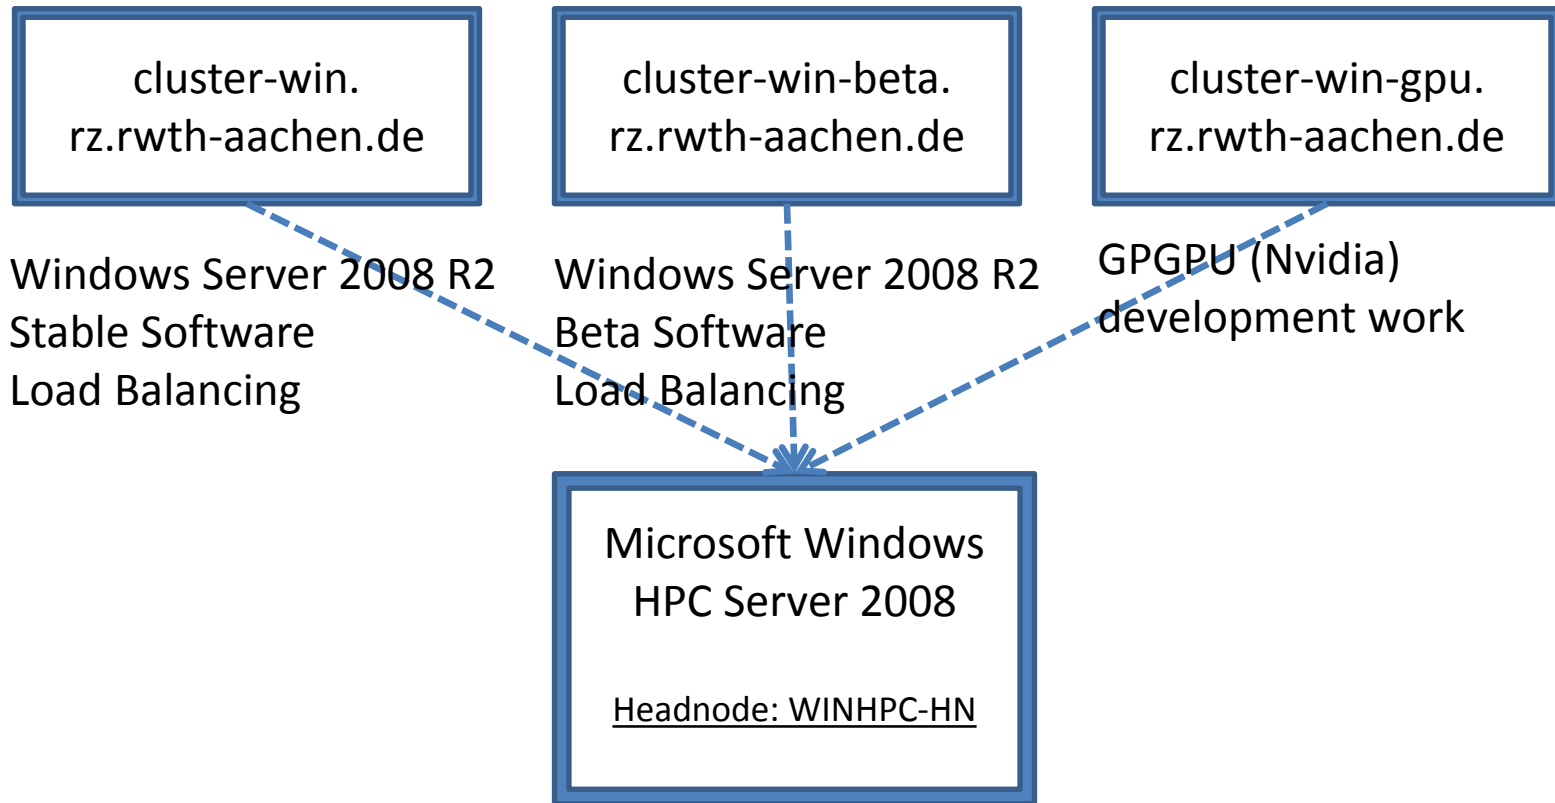 cluster-win.
rz.rwth-aachen.de
cluster-win-beta.
rz.rwth-aachen.de
cluster-win-gpu.
rz.rwth-aachen.de
Windows Server 2008 R2
Stable Software
Load Balancing
Windows Server 2008 R2
Beta Software
Load Balancing
GPGPU (Nvidia)
development work
Microsoft Windows
HPC Server 2008
Headnode: WINHPC-HN